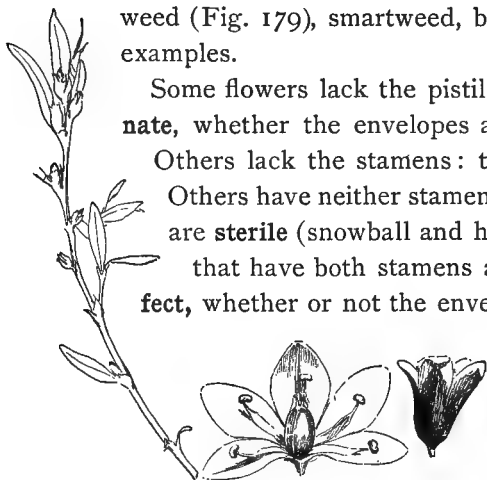 weed (Fig. 179), smartweed, b
examples.
Some flowers lack the pistil
nate, whether the envelopes a
Others lack the stamens: t
Others have neither stamen
are sterile (snowball and h
that have both stamens a
fect, whether or not the enve